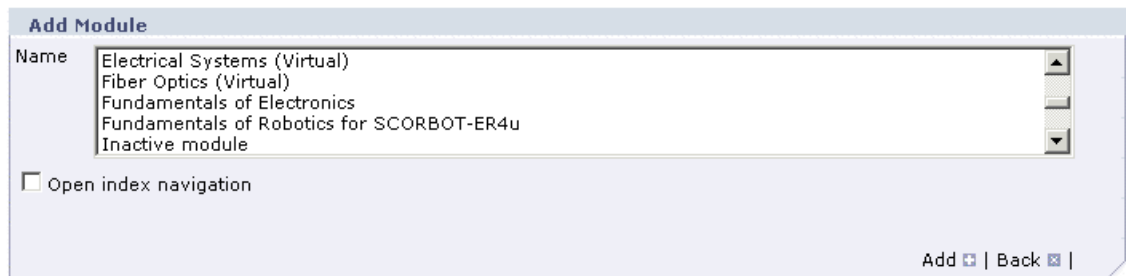 Add Module
Name
Electrical Systems (Virtual)
Fiber Optics (Virtual)
Fundamentals of Electronics
Fundamentals of Robotics for SCORBOT-ER4u
Inactive module
Open index navigation
Add | Back |